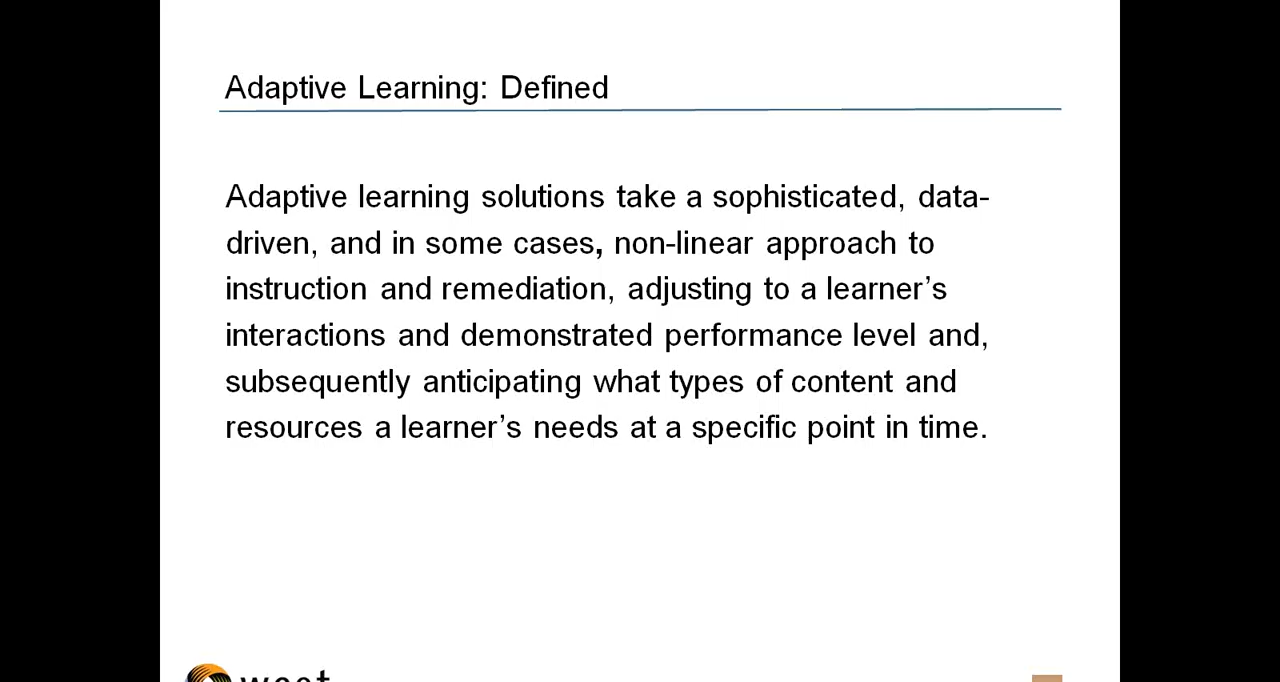 Adaptive Learning: Defined
Adaptive learning solutions take a sophisticated, data-
driven, and in some cases, non-linear approach to
instruction and remediation, adjusting to a learner’s
interactions and demonstrated performance level and,
subsequently anticipating what types of content and
resources a learner’s needs at a specific point in time.